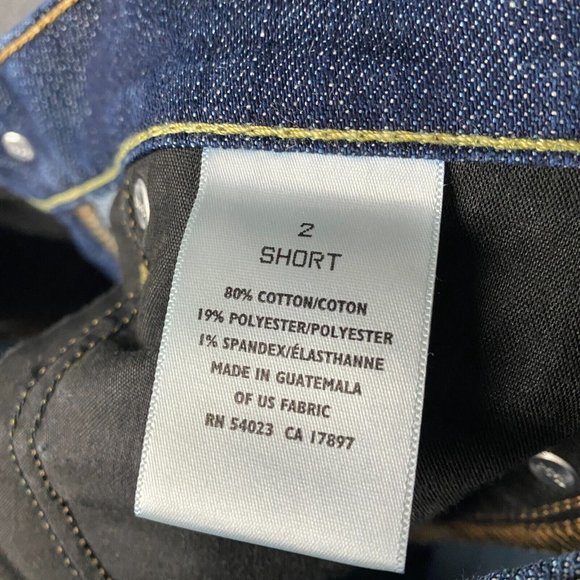 2
SHORT
80% COTTON/COTON
19% POLYESTER/POLYESTER
1% SPANDEX/ÉLASTHANNE
MADE IN GUATEMALA
OF US FABRIC
RN 54023 CA 17897